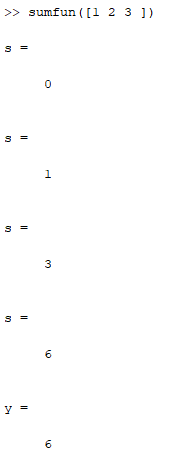 >> sumfun([1 2 3 ])
s =
0
s =
1
s =
3
s =
6
y =
6